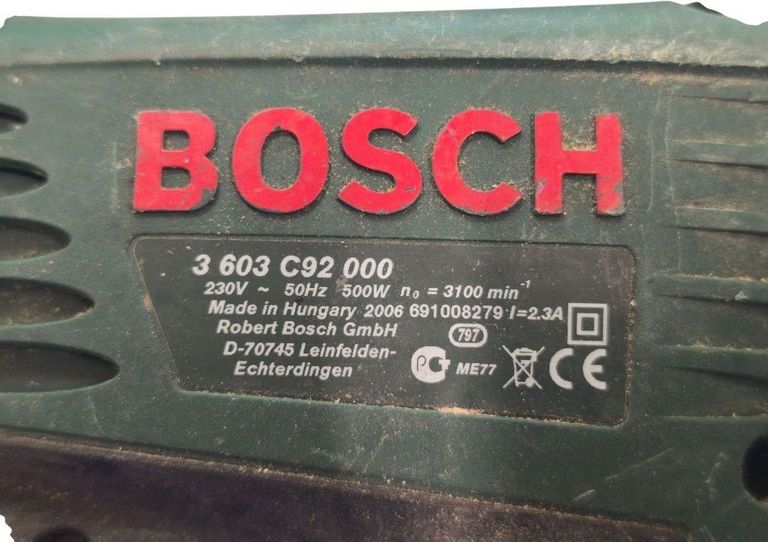 BOSCH
3 603 C92 000
230V ~ 50Hz 500W n₀ = 3100 min⁻¹
Made in Hungary 2006 691008279 I=2.3A
Robert Bosch GmbH 797
D-70745 Leinfelden-
Echterdingen
РСТ ME77 CE